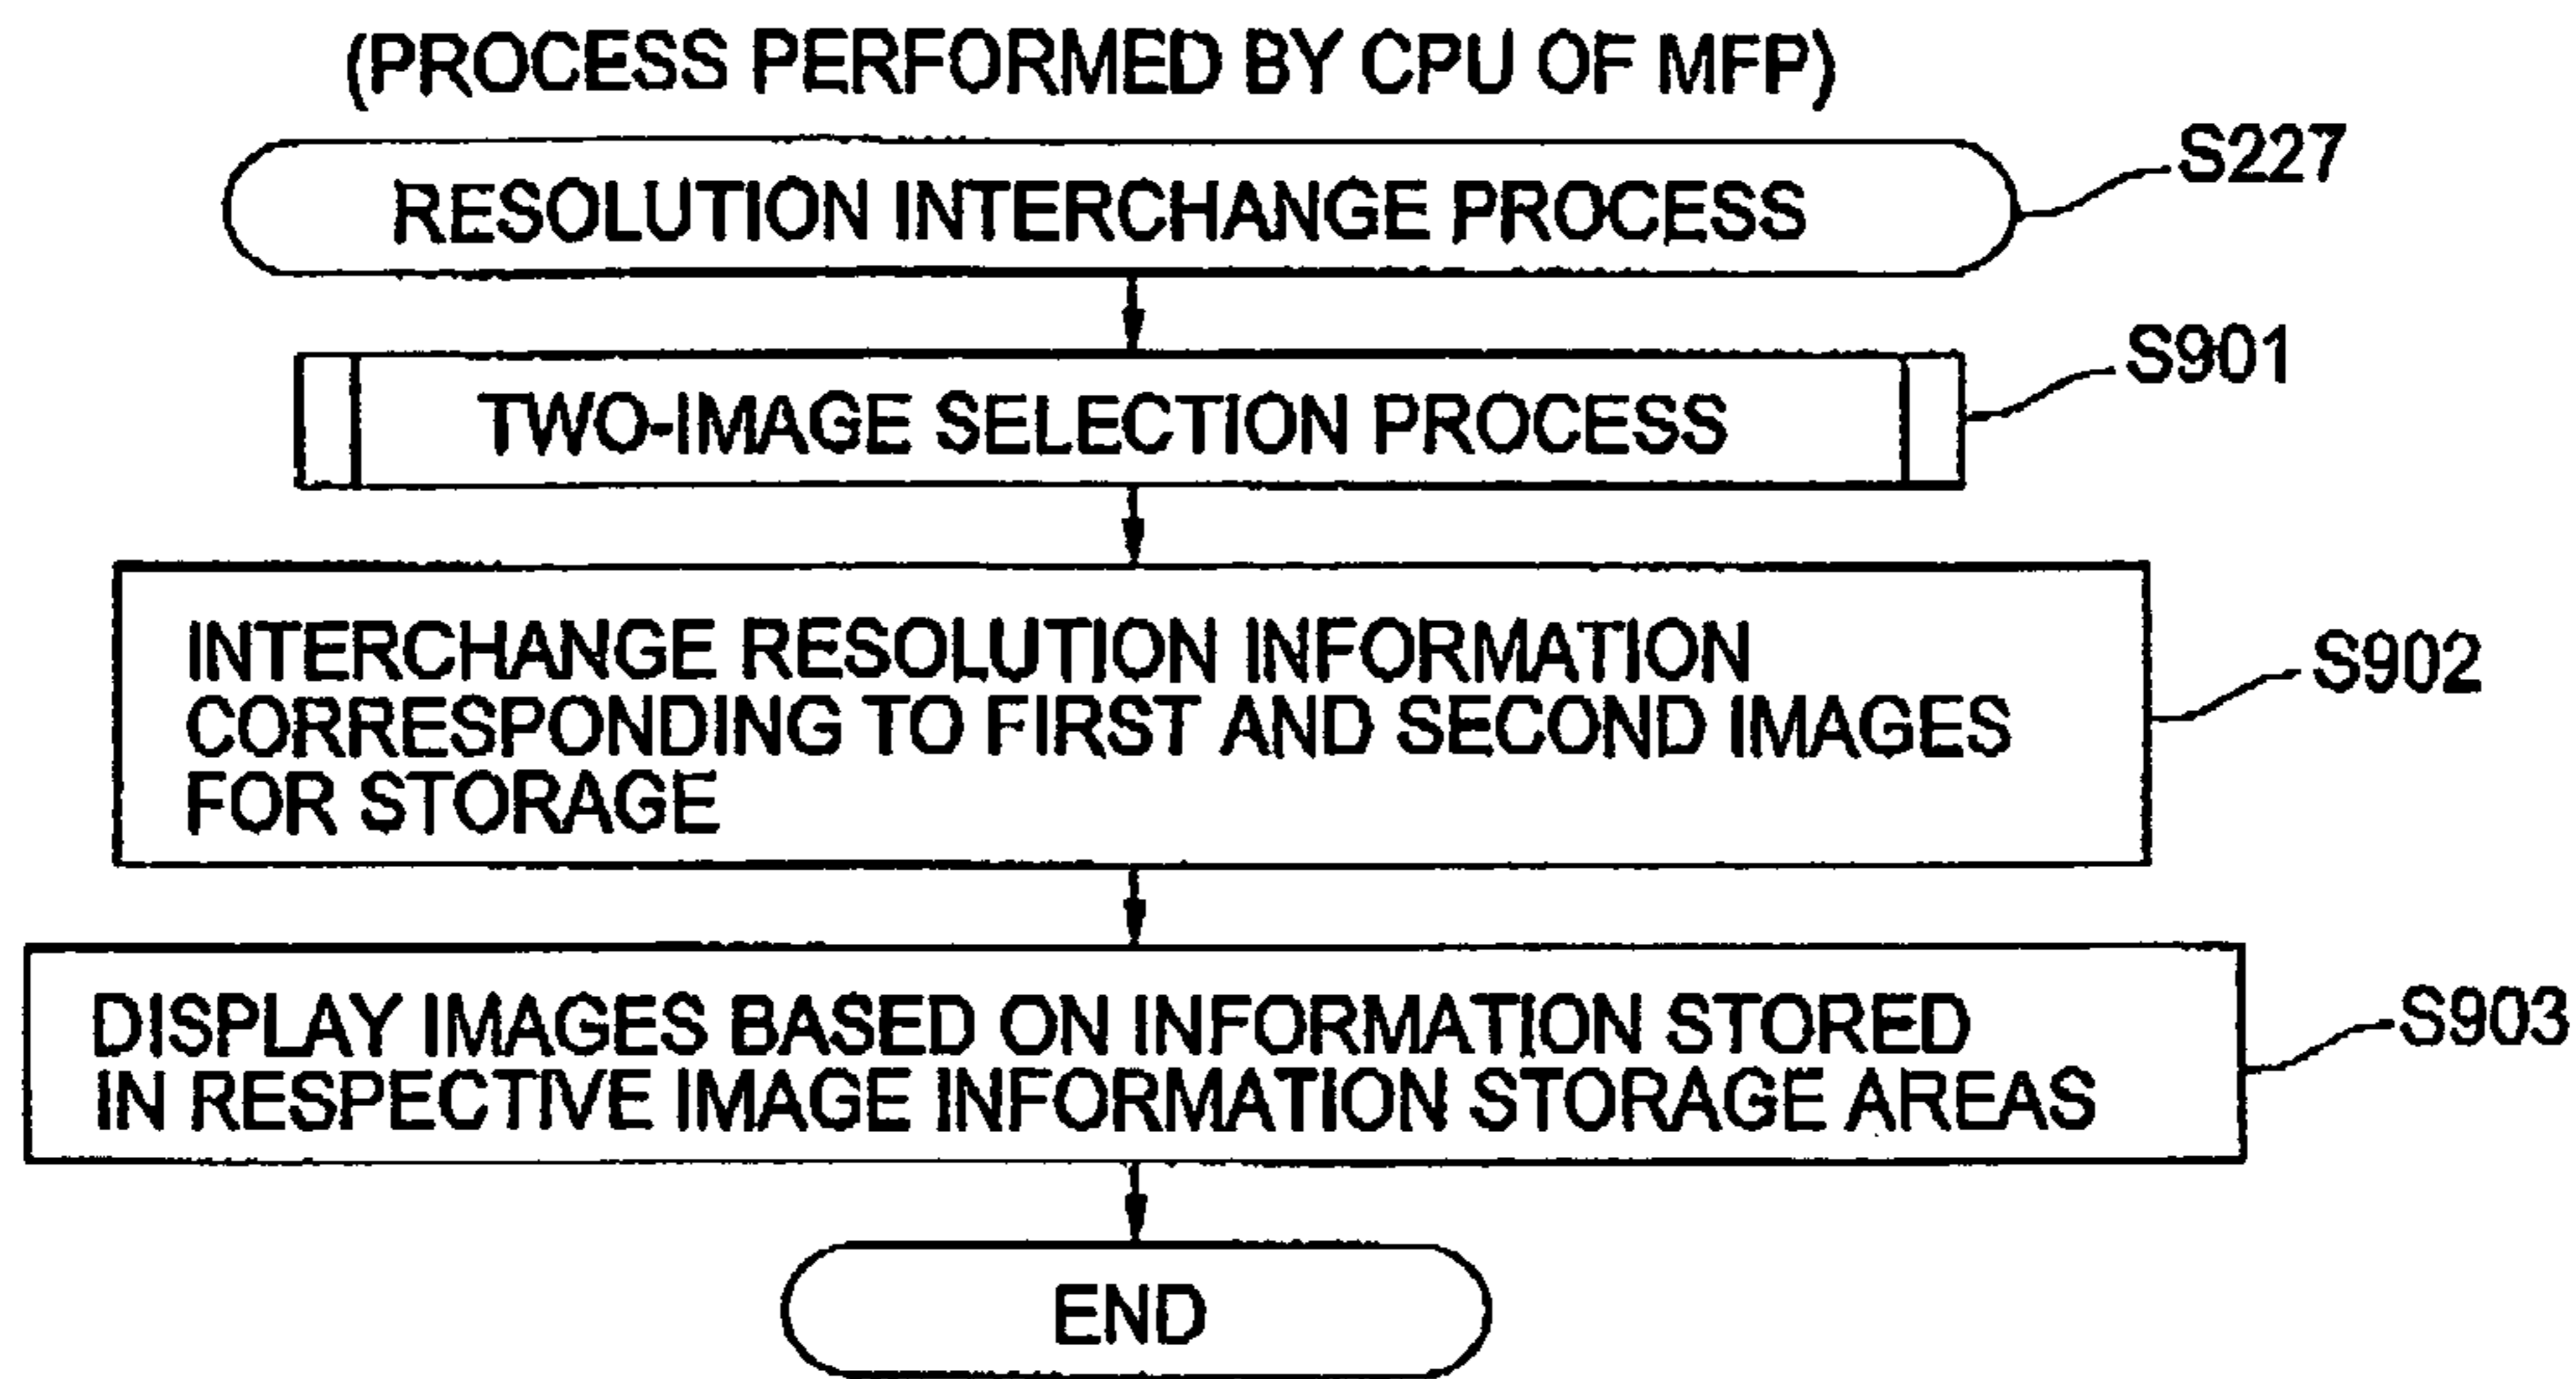 (PROCESS PERFORMED BY CPU OF MFP)
RESOLUTION INTERCHANGE PROCESS
S227
TWO-IMAGE SELECTION PROCESS
S901
INTERCHANGE RESOLUTION INFORMATION
CORRESPONDING TO FIRST AND SECOND IMAGES
FOR STORAGE
S902
DISPLAY IMAGES BASED ON INFORMATION STORED
IN RESPECTIVE IMAGE INFORMATION STORAGE AREAS
S903
END